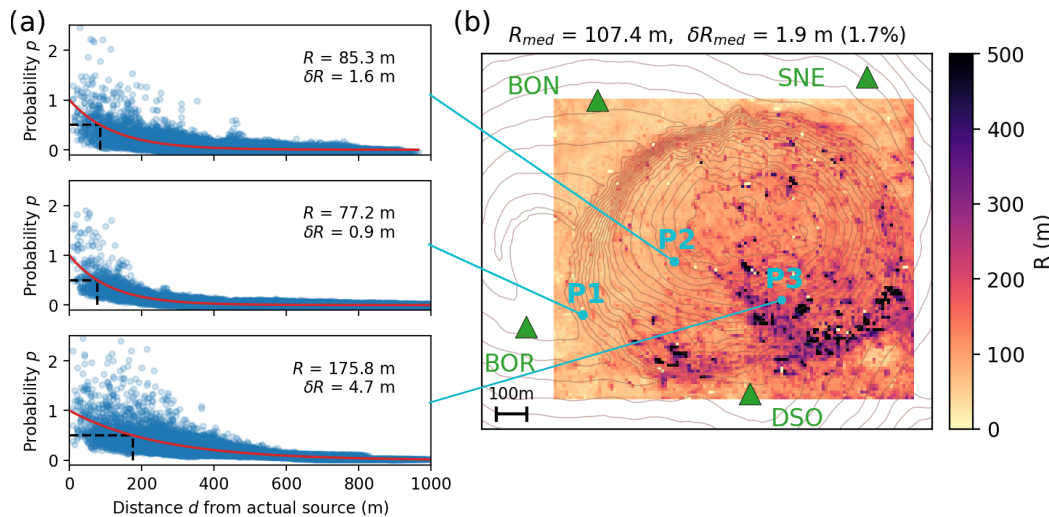 (a)
Probability p
2
1
0
R = 85.3 m
δR = 1.6 m
Probability p
2
1
0
R = 77.2 m
δR = 0.9 m
Probability p
2
1
0
R = 175.8 m
δR = 4.7 m
0 200 400 600 800 1000
Distance d from actual source (m)
(b)
R_med = 107.4 m, δR_med = 1.9 m (1.7%)
BON
SNE
P2
P3
P1
BOR
100m
DSO
500
400
300
200
100
0
R (m)